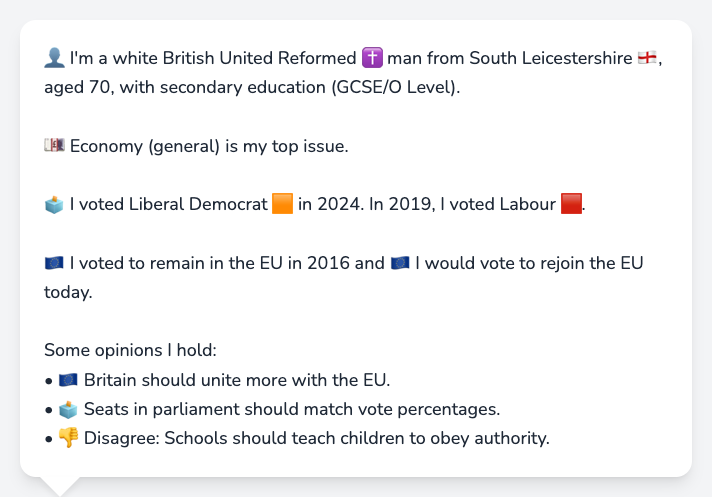 👤 I'm a white British United Reformed ✝️ man from South Leicestershire 🏴󠁧󠁢󠁥󠁮󠁧󠁿,
aged 70, with secondary education (GCSE/O Level).
💷 Economy (general) is my top issue.
🗳️ I voted Liberal Democrat 🟧 in 2024. In 2019, I voted Labour 🟥.
🇪🇺 I voted to remain in the EU in 2016 and 🇪🇺 I would vote to rejoin the EU
today.
Some opinions I hold:
• 🇪🇺 Britain should unite more with the EU.
• 🗳️ Seats in parliament should match vote percentages.
• 👎 Disagree: Schools should teach children to obey authority.